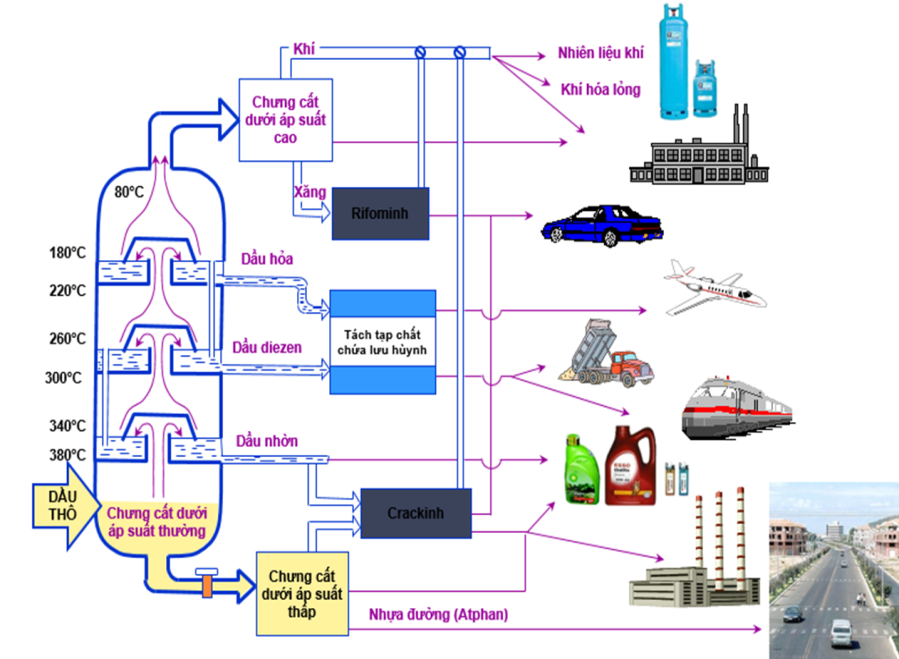 Khí
Nhiên liệu khí
Khí hóa lỏng
Chưng cất
dưới áp suất
cao
80°C
Xăng
Rifominh
180°C
Dầu hỏa
220°C
Tách tạp chất
chứa lưu hùynh
260°C
Dầu diezen
300°C
340°C
Dầu nhờn
380°C
DẦU
THÔ
Chưng cất dưới
áp suất thường
Crackinh
Chưng cất
dưới áp suất
thấp
Nhựa đường (Atphan)